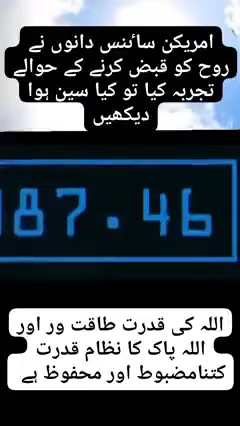 امریکن سائنس دانوں نے
روح کو قبض کرنے کے حوالے
تجربہ کیا تو کیا سین ہوا
دیکھیں
87.46
اللہ کی قدرت طاقت ور اور
اللہ پاک کا نظام قدرت
کتنامضبوط اور محفوظ ہے